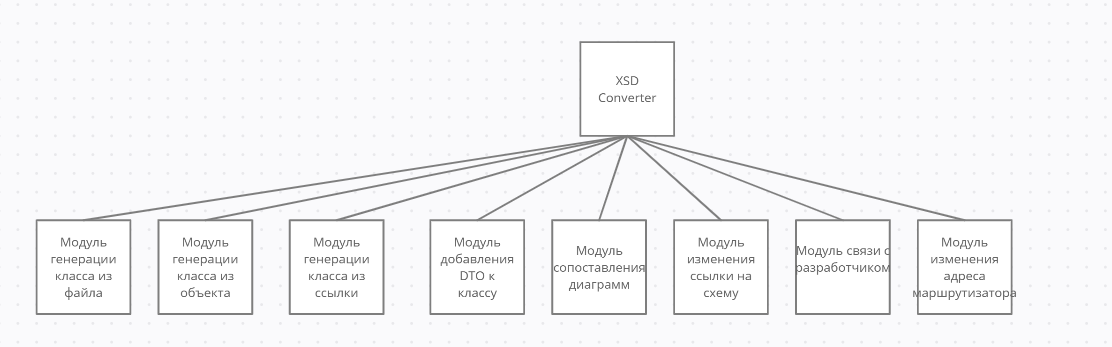 XSD
Converter
Модуль
генерации
класса из
файла
Модуль
генерации
класса из
объекта
Модуль
генерации
класса из
ссылки
Модуль
добавления
DTO к
классу
Модуль
сопоставления
диаграмм
Модуль
изменения
ссылки на
схему
Модуль связи с
разработчиком
Модуль
изменения
адреса
маршрутизатора